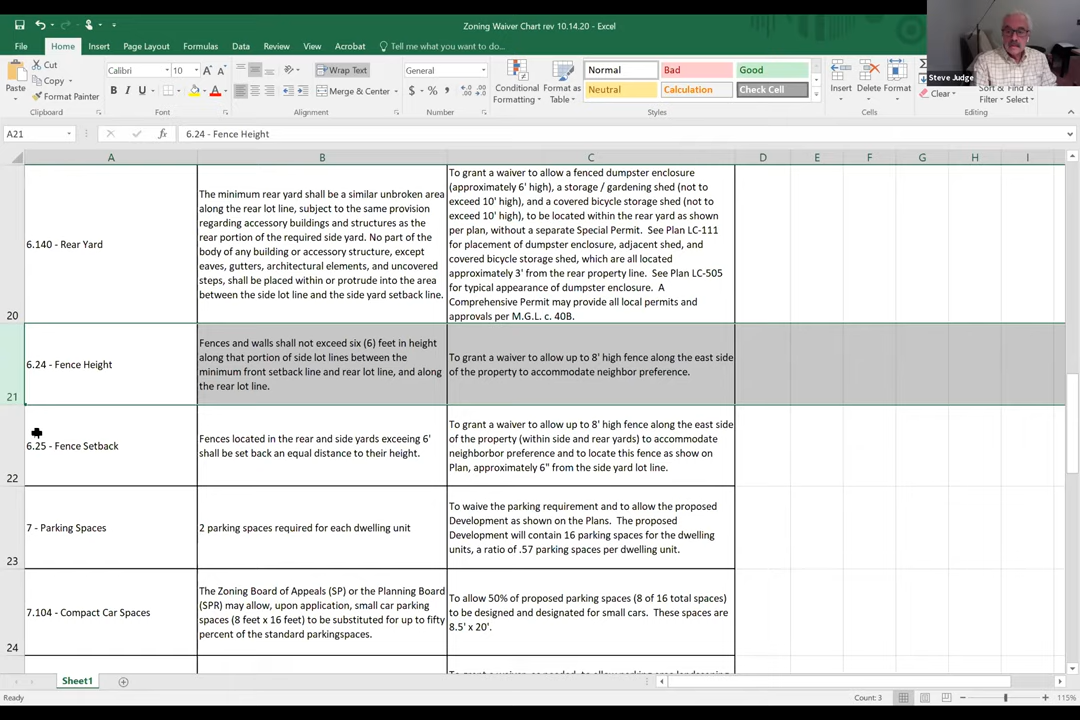 Zoning Waiver Chart rev 10.14.20 - Excel
File Home Insert Page Layout Formulas Data Review View Acrobat Tell me what you want to do...
Steve Judge
Paste
Cut
Copy
Format Painter
Clipboard
Calibri 10
Font
Wrap Text
Merge & Center
Alignment
General
Number
Conditional Formatting
Format as Table
Normal Bad Good
Neutral Calculation Check Cell
Styles
Insert Delete Format
Cells
Clear
Sort & Find &
Filter Select
Editing
A21 6.24 - Fence Height
A B C D E F G H I
20
6.140 - Rear Yard
The minimum rear yard shall be a similar unbroken area
along the rear lot line, subject to the same provision
regarding accessory buildings and structures as the
rear portion of the required side yard. No part of the
body of any building or accessory structure, except
eaves, gutters, architectural elements, and uncovered
steps, shall be placed within or protrude into the area
between the side lot line and the side yard setback line.
To grant a waiver to allow a fenced dumpster enclosure
(approximately 6' high), a storage / gardening shed (not to
exceed 10' high), and a covered bicycle storage shed (not to
exceed 10' high), to be located within the rear yard as shown
per plan, without a separate Special Permit. See Plan LC-111
for placement of dumpster enclosure, adjacent shed, and
covered bicycle storage shed, which are all located
approximately 3' from the rear property line. See Plan LC-505
for typical appearance of dumpster enclosure. A
Comprehensive Permit may provide all local permits and
approvals per M.G.L. c. 40B.
21
6.24 - Fence Height
Fences and walls shall not exceed six (6) feet in height
along that portion of side lot lines between the
minimum front setback line and rear lot line, and along
the rear lot line.
To grant a waiver to allow up to 8' high fence along the east side
of the property to accommodate neighbor preference.
22
6.25 - Fence Setback
Fences located in the rear and side yards exceeing 6'
shall be set back an equal distance to their height.
To grant a waiver to allow up to 8' high fence along the east side
of the property (within side and rear yards) to accommodate
neighborbor preference and to locate this fence as show on
Plan, approximately 6" from the side yard lot line.
23
7 - Parking Spaces
2 parking spaces required for each dwelling unit
To waive the parking requirement and to allow the proposed
Development as shown on the Plans. The proposed
Development will contain 16 parking spaces for the dwelling
units, a ratio of .57 parking spaces per dwelling unit.
24
7.104 - Compact Car Spaces
The Zoning Board of Appeals (SP) or the Planning Board
(SPR) may allow, upon application, small car parking
spaces (8 feet x 16 feet) to be substituted for up to fifty
percent of the standard parkingspaces.
To allow 50% of proposed parking spaces (8 of 16 total spaces)
to be designed and designated for small cars. These spaces are
8.5' x 20'.
Sheet1
Ready
Count: 3
115%